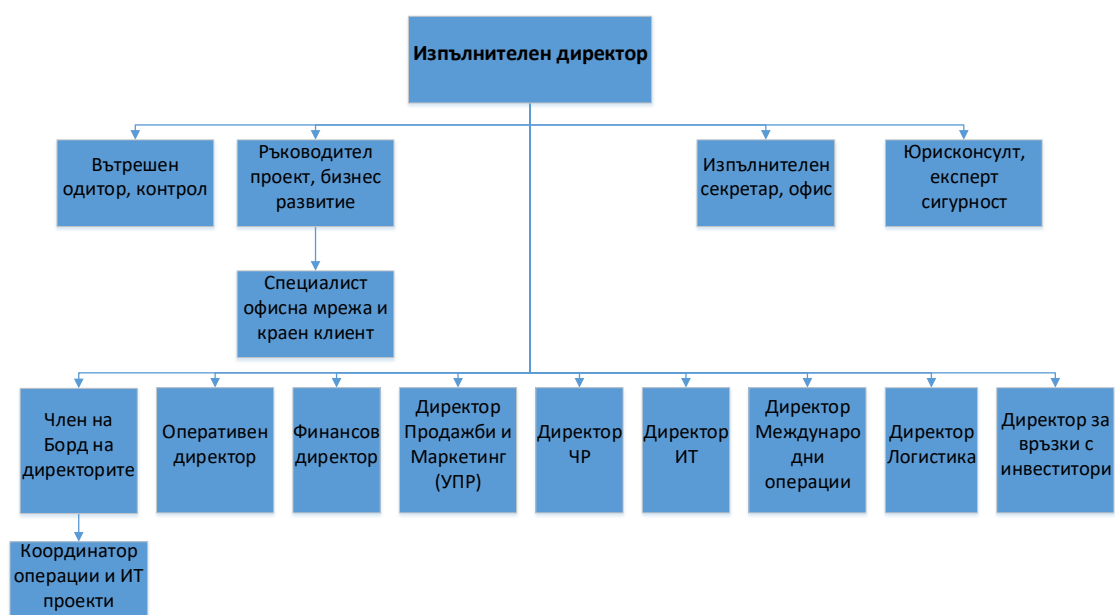 Изпълнителен директор
Вътрешен
одитор, контрол
Ръководител
проект, бизнес
развитие
Изпълнителен
секретар, офис
Юрисконсулт,
експерт
сигурност
Специалист
офисна мрежа и
краен клиент
Член на
Борд на
директорите
Оперативен
директор
Финансов
директор
Директор
Продажби и
Маркетинг
(УПР)
Директор
ЧР
Директор
ИТ
Директор
Междунаро
дни
операции
Директор
Логистика
Директор за
връзки с
инвеститори
Координатор
операции и ИТ
проекти